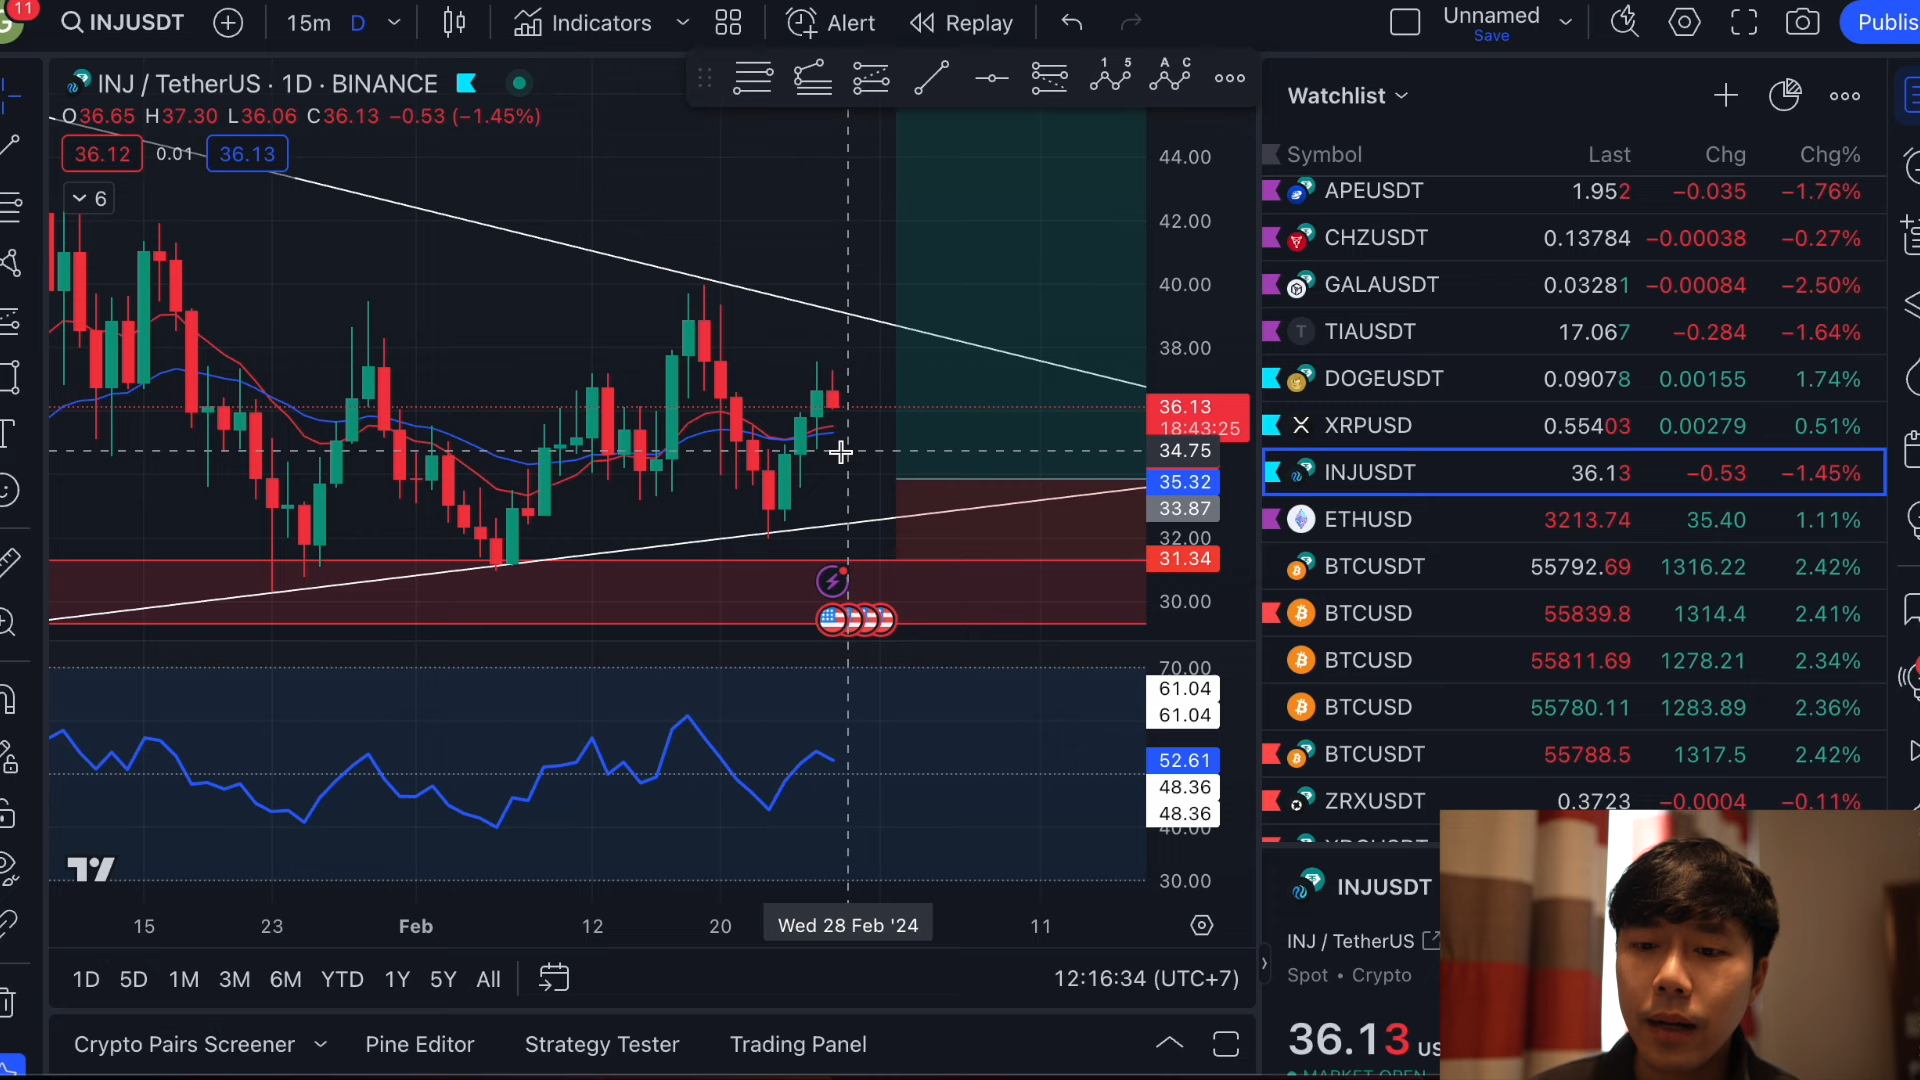 11
INJUSDT
15m D
Indicators
Alert
Replay
Unnamed
Save
Publis
INJ / TetherUS · 1D · BINANCE
O36.65 H37.30 L36.06 C36.13 −0.53 (−1.45%)
36.12 0.01 36.13
6
1 5
A C
44.00
42.00
40.00
38.00
36.13
18:43:25
34.75
35.32
33.87
32.00
31.34
30.00
70.00
61.04
61.04
52.61
48.36
48.36
40.00
30.00
15 23 Feb 12 20 Wed 28 Feb '24 11
1D 5D 1M 3M 6M YTD 1Y 5Y All
12:16:34 (UTC+7)
Crypto Pairs Screener
Pine Editor
Strategy Tester
Trading Panel
Watchlist
Symbol Last Chg Chg%
APEUSDT 1.952 −0.035 −1.76%
CHZUSDT 0.13784 −0.00038 −0.27%
GALAUSDT 0.03281 −0.00084 −2.50%
T TIAUSDT 17.067 −0.284 −1.64%
DOGEUSDT 0.09078 0.00155 1.74%
XRPUSD 0.55403 0.00279 0.51%
INJUSDT 36.13 −0.53 −1.45%
ETHUSD 3213.74 35.40 1.11%
BTCUSDT 55792.69 1316.22 2.42%
BTCUSD 55839.8 1314.4 2.41%
BTCUSD 55811.69 1278.21 2.34%
BTCUSD 55780.11 1283.89 2.36%
BTCUSDT 55788.5 1317.5 2.42%
ZRXUSDT 0.3723 −0.0004 −0.11%
INJUSDT
INJ / TetherUS
Spot • Crypto
36.13 US
MARKET OPEN